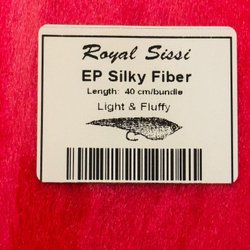 Royal Sissi
EP Silky Fiber
Length: 40 cm/bundle
Light & Fluffy